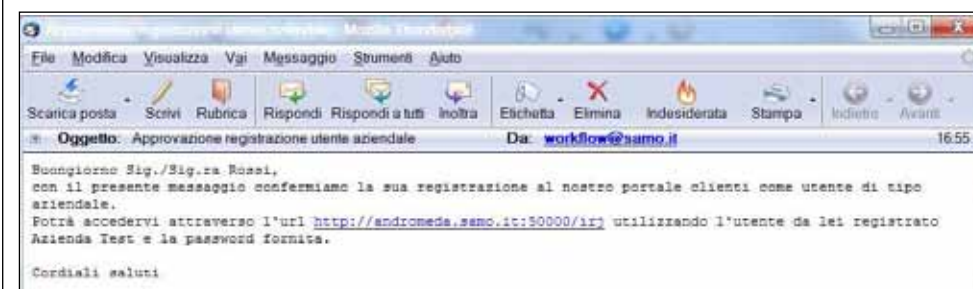 File Modifica Visualizza Vai Messaggio Strumenti Aiuto
Scarica posta Scrivi Rubrica Rispondi Rispondi a tutti Inoltra Etichetta Elimina Indesiderata Stampa Indietro Avanti
Oggetto: Approvazione registrazione utente aziendale Da: workflow@samo.it 16.55
Buongiorno Sig./Sig.ra Rossi,
con il presente messaggio confermiamo la sua registrazione al nostro portale clienti come utente di tipo
aziendale.
Potrà accedervi attraverso l'url http://andromeda.samo.it:50000/irj utilizzando l'utente da lei registrato
Azienda Test e la password fornita.
Cordiali saluti